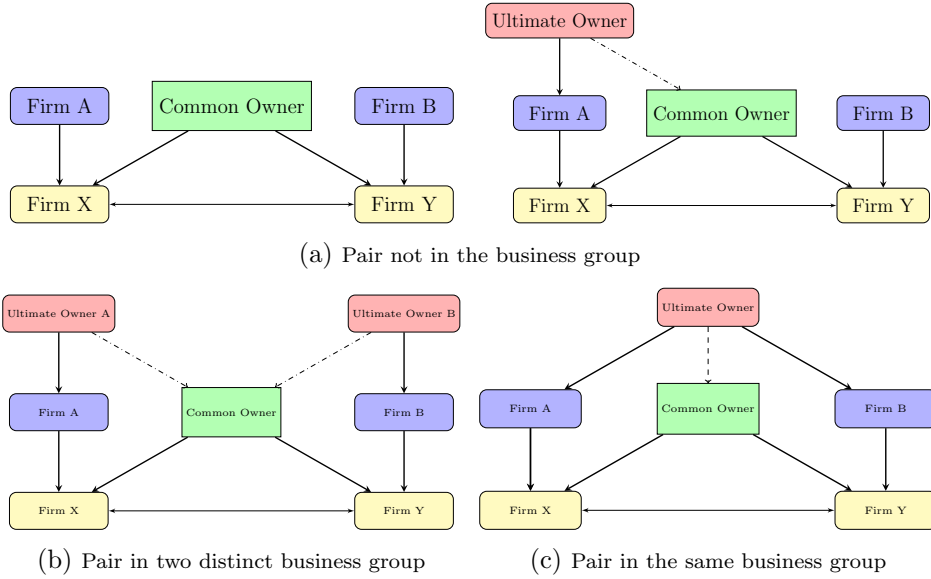 Ultimate Owner
Firm A
Common Owner
Firm B
Firm X
Firm Y
Firm A
Common Owner
Firm B
Firm X
Firm Y
(a) Pair not in the business group
Ultimate Owner A
Ultimate Owner B
Firm A
Common Owner
Firm B
Firm X
Firm Y
(b) Pair in two distinct business group
Ultimate Owner
Firm A
Common Owner
Firm B
Firm X
Firm Y
(c) Pair in the same business group